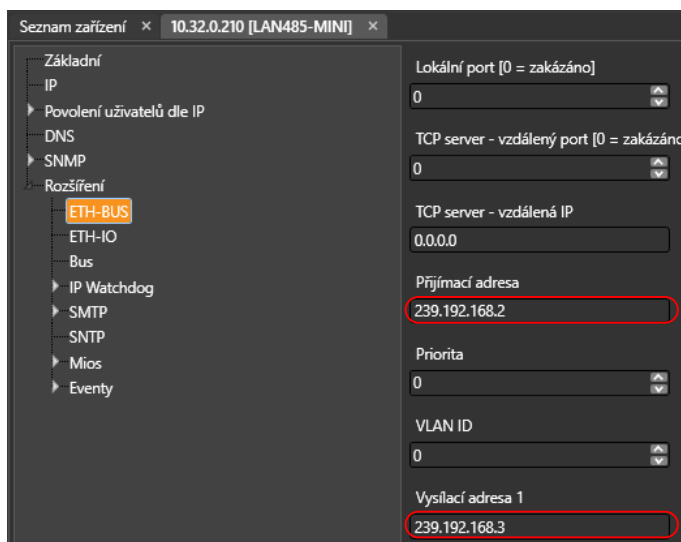 Seznam zařízení × 10.32.0.210 [LAN485-MINI] ×
Základní
IP
Povolení uživatelů dle IP
DNS
SNMP
Rozšíření
ETH-BUS
ETH-IO
Bus
IP Watchdog
SMTP
SNTP
Mios
Eventy
Lokální port [0 = zakázáno]
0
TCP server - vzdálený port [0 = zakázáno
0
TCP server - vzdálená IP
0.0.0.0
Přijímací adresa
239.192.168.2
Priorita
0
VLAN ID
0
Vysílací adresa 1
239.192.168.3